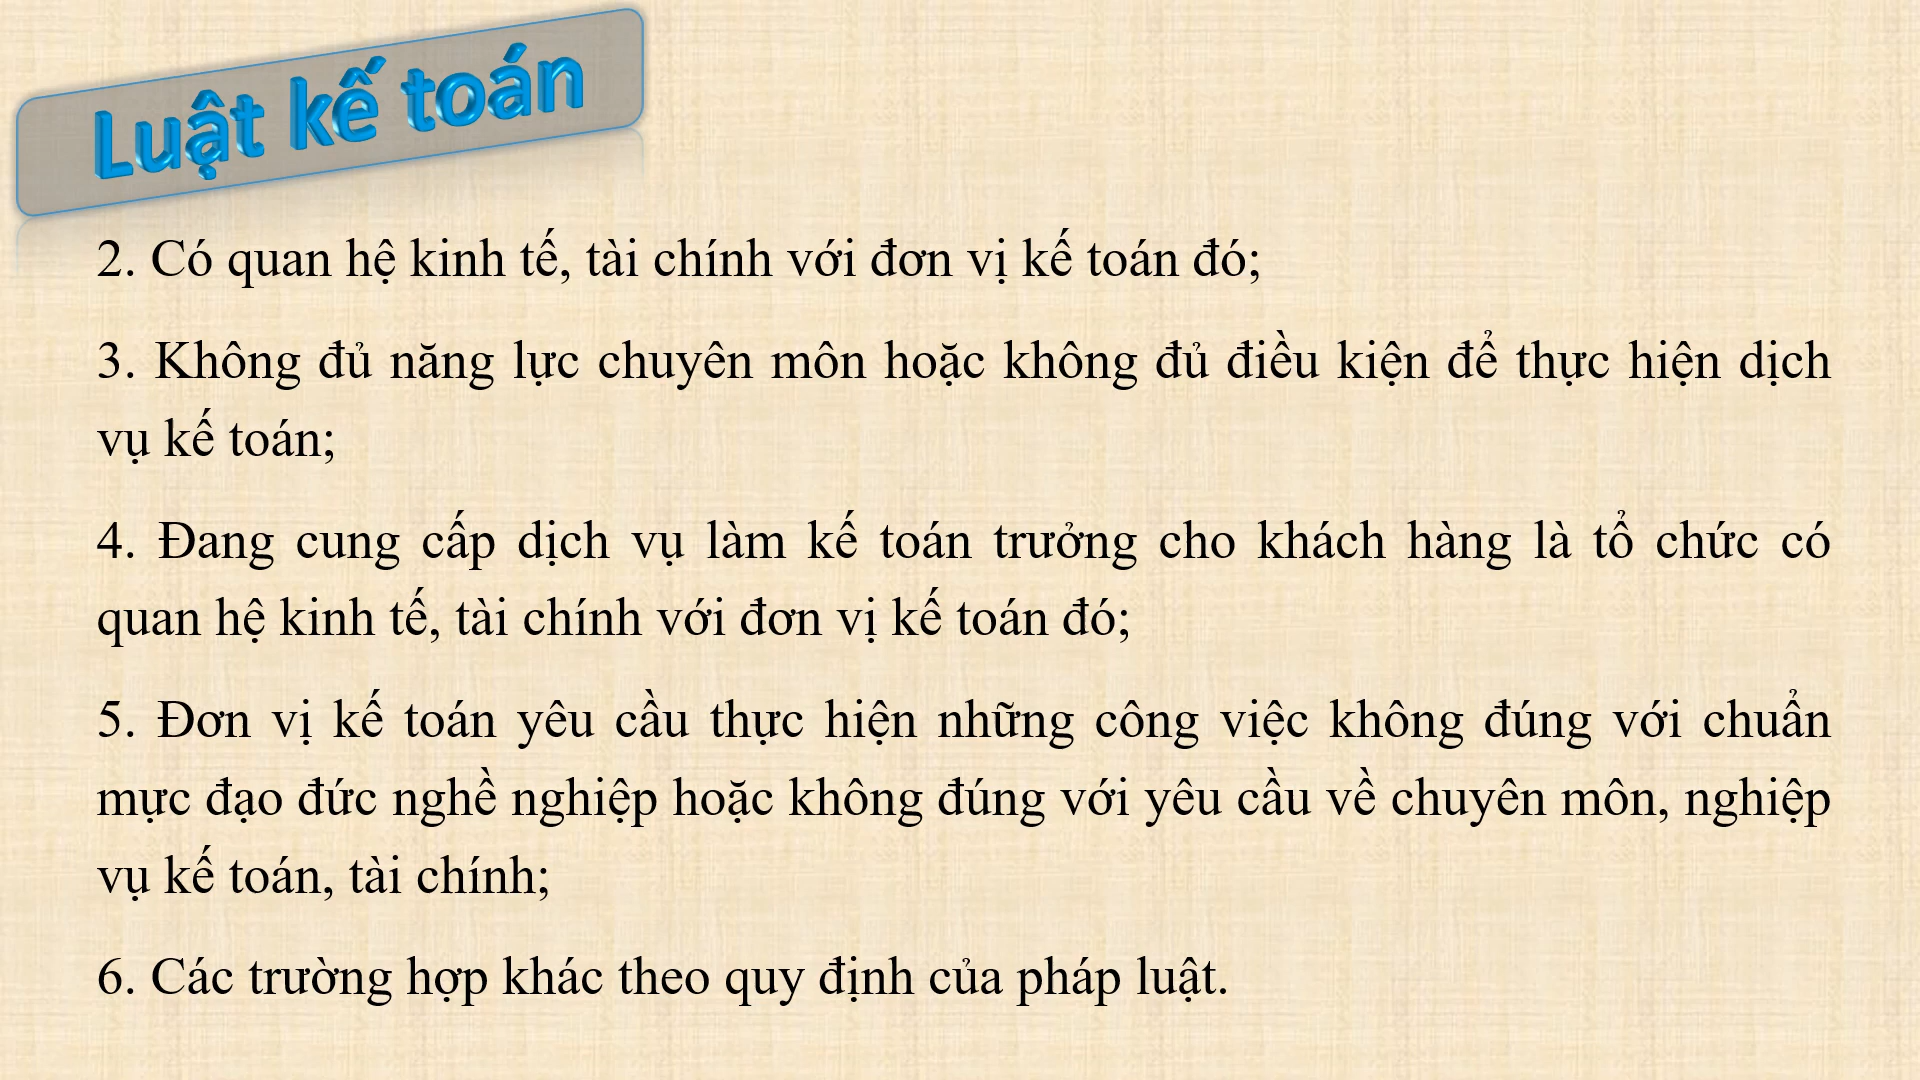 Luật kế toán
2. Có quan hệ kinh tế, tài chính với đơn vị kế toán đó;
3. Không đủ năng lực chuyên môn hoặc không đủ điều kiện để thực hiện dịch
vụ kế toán;
4. Đang cung cấp dịch vụ làm kế toán trưởng cho khách hàng là tổ chức có
quan hệ kinh tế, tài chính với đơn vị kế toán đó;
5. Đơn vị kế toán yêu cầu thực hiện những công việc không đúng với chuẩn
mực đạo đức nghề nghiệp hoặc không đúng với yêu cầu về chuyên môn, nghiệp
vụ kế toán, tài chính;
6. Các trường hợp khác theo quy định của pháp luật.